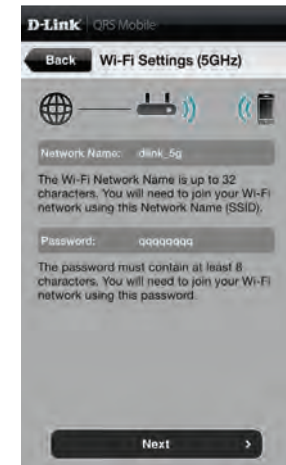 D-Link QRS Mobile
Back Wi-Fi Settings (5GHz)
Network Name: dlink_5g
The Wi-Fi Network Name is up to 32
characters. You will need to join your Wi-Fi
network using this Network Name (SSID).
Password: qqqqqqqq
The password must contain at least 8
characters. You will need to join your Wi-Fi
network using this password.
Next